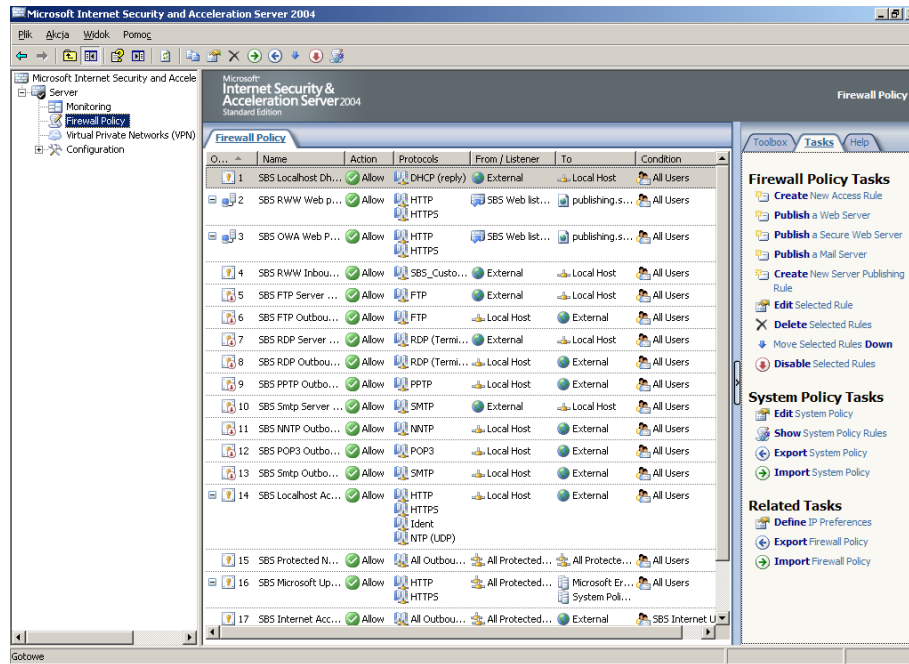 Microsoft Internet Security and Acceleration Server 2004
Plik Akcja Widok Pomoc
Microsoft Internet Security and Accele
Server
Monitoring
Firewall Policy
Virtual Private Networks (VPN)
Configuration
Microsoft
Internet Security &
Acceleration Server 2004
Standard Edition
Firewall Policy
Firewall Policy
O... Name Action Protocols From / Listener To Condition
1 SBS Localhost Dh... Allow DHCP (reply) External Local Host All Users
2 SBS RWW Web p... Allow HTTP SBS Web list... publishing.s... All Users
HTTPS
3 SBS OWA Web P... Allow HTTP SBS Web list... publishing.s... All Users
HTTPS
4 SBS RWW Inbou... Allow SBS_Custo... External Local Host All Users
5 SBS FTP Server ... Allow FTP External Local Host All Users
6 SBS FTP Outbou... Allow FTP Local Host External All Users
7 SBS RDP Server ... Allow RDP (Termi... External Local Host All Users
8 SBS RDP Outbou... Allow RDP (Termi... Local Host External All Users
9 SBS PPTP Outbo... Allow PPTP Local Host External All Users
10 SBS Smtp Server ... Allow SMTP External Local Host All Users
11 SBS NNTP Outbo... Allow NNTP Local Host External All Users
12 SBS POP3 Outbo... Allow POP3 Local Host External All Users
13 SBS Smtp Outbo... Allow SMTP Local Host External All Users
14 SBS Localhost Ac... Allow HTTP Local Host External All Users
HTTPS
Ident
NTP (UDP)
15 SBS Protected N... Allow All Outbou... All Protected... All Protecte... All Users
16 SBS Microsoft Up... Allow HTTP All Protected... Microsoft Er... All Users
HTTPS System Poli...
17 SBS Internet Acc... Allow All Outbou... All Protected... External SBS Internet U
Toolbox Tasks Help
Firewall Policy Tasks
Create New Access Rule
Publish a Web Server
Publish a Secure Web Server
Publish a Mail Server
Create New Server Publishing
Rule
Edit Selected Rule
Delete Selected Rules
Move Selected Rules Down
Disable Selected Rules
System Policy Tasks
Edit System Policy
Show System Policy Rules
Export System Policy
Import System Policy
Related Tasks
Define IP Preferences
Export Firewall Policy
Import Firewall Policy
Gotowe